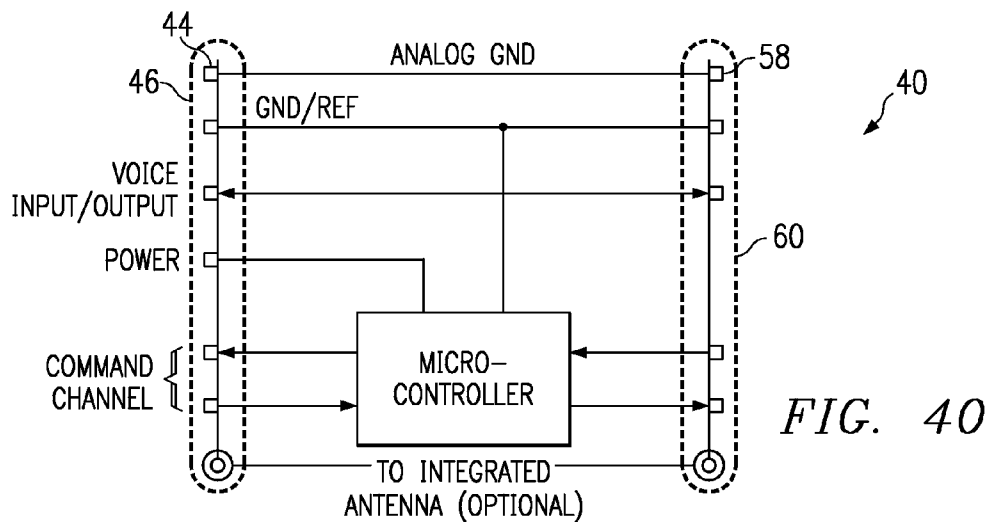 44
46
ANALOG GND
58
40
GND/REF
VOICE
INPUT/OUTPUT
POWER
60
COMMAND
CHANNEL
MICRO-
CONTROLLER
FIG. 40
TO INTEGRATED
ANTENNA (OPTIONAL)